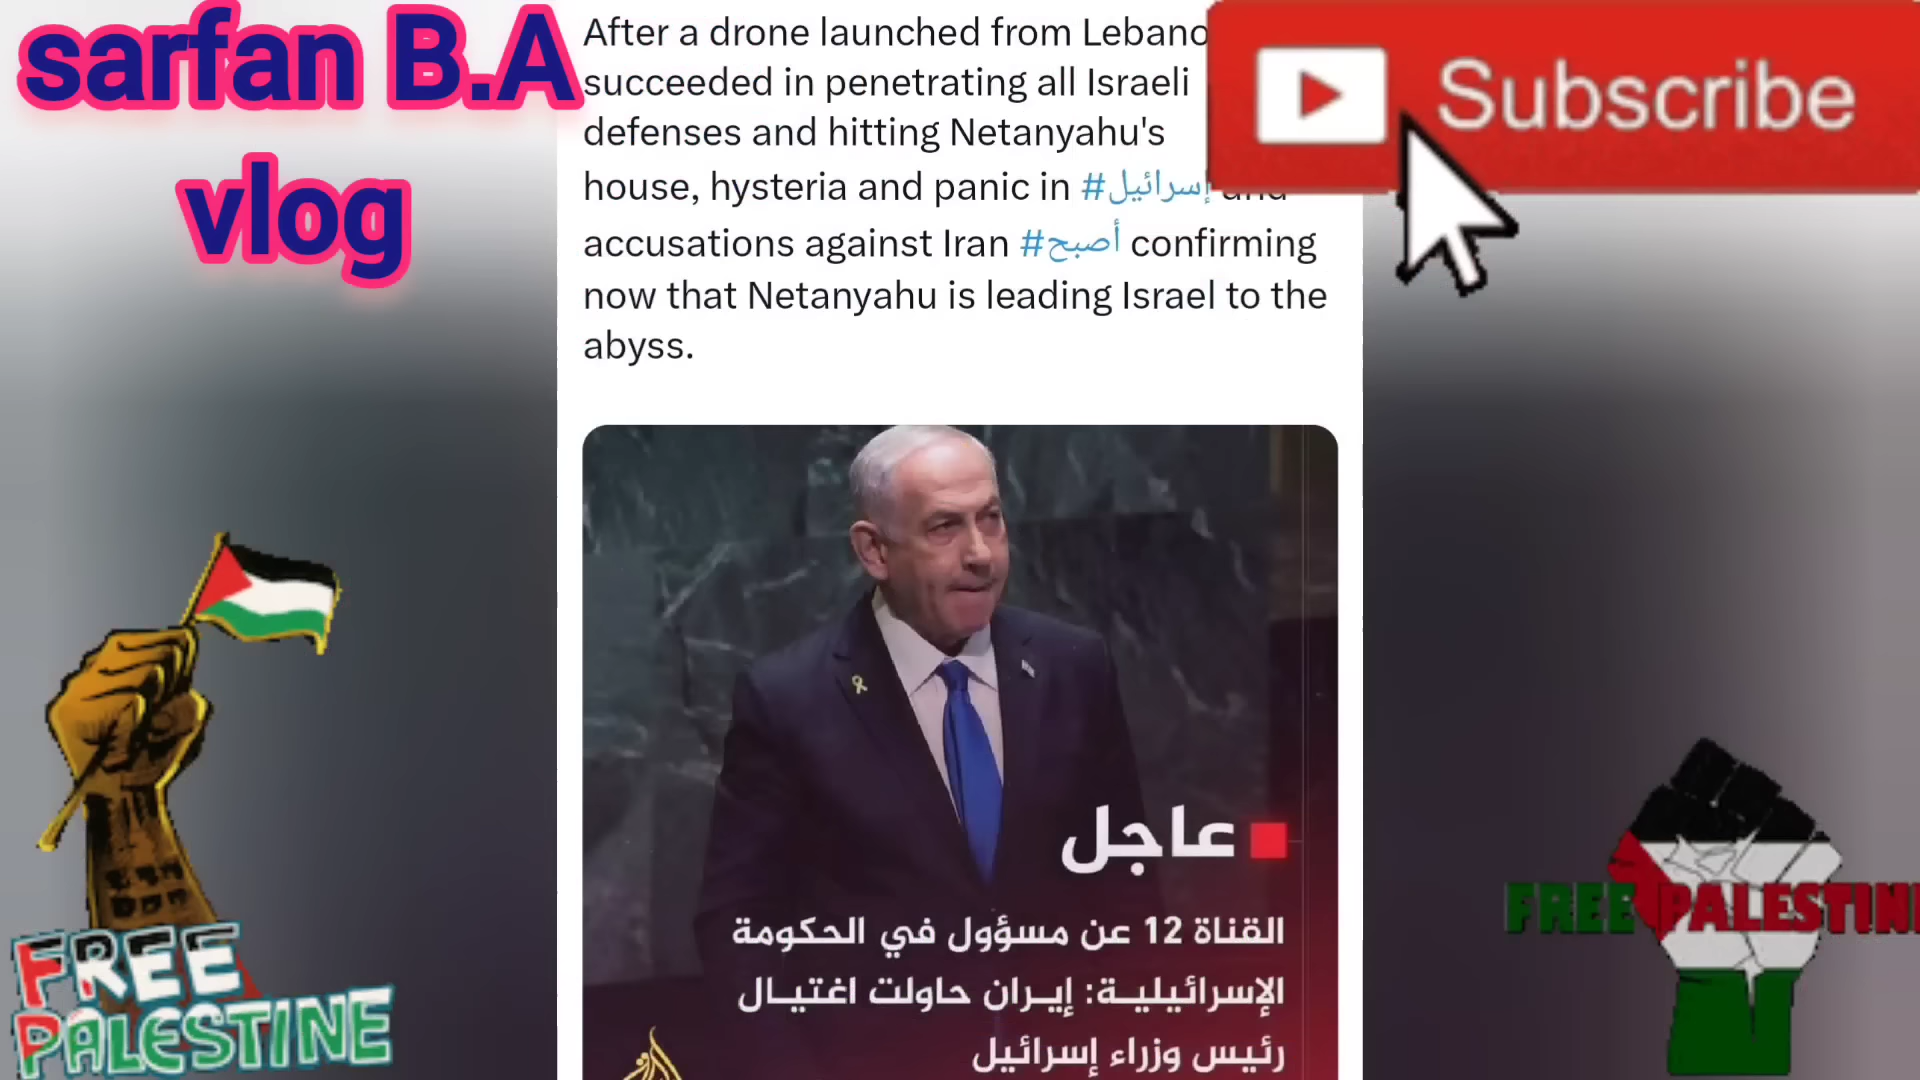 sarfan B.A
vlog
After a drone launched from Lebano
succeeded in penetrating all Israeli
defenses and hitting Netanyahu's
house, hysteria and panic in #إسرائيل and
accusations against Iran #أصبح confirming
now that Netanyahu is leading Israel to the
abyss.
Subscribe
عاجل
القناة 12 عن مسؤول في الحكومة
الإسرائيلية: إيران حاولت اغتيال
رئيس وزراء إسرائيل
FREE
PALESTINE
FREE PALESTIN